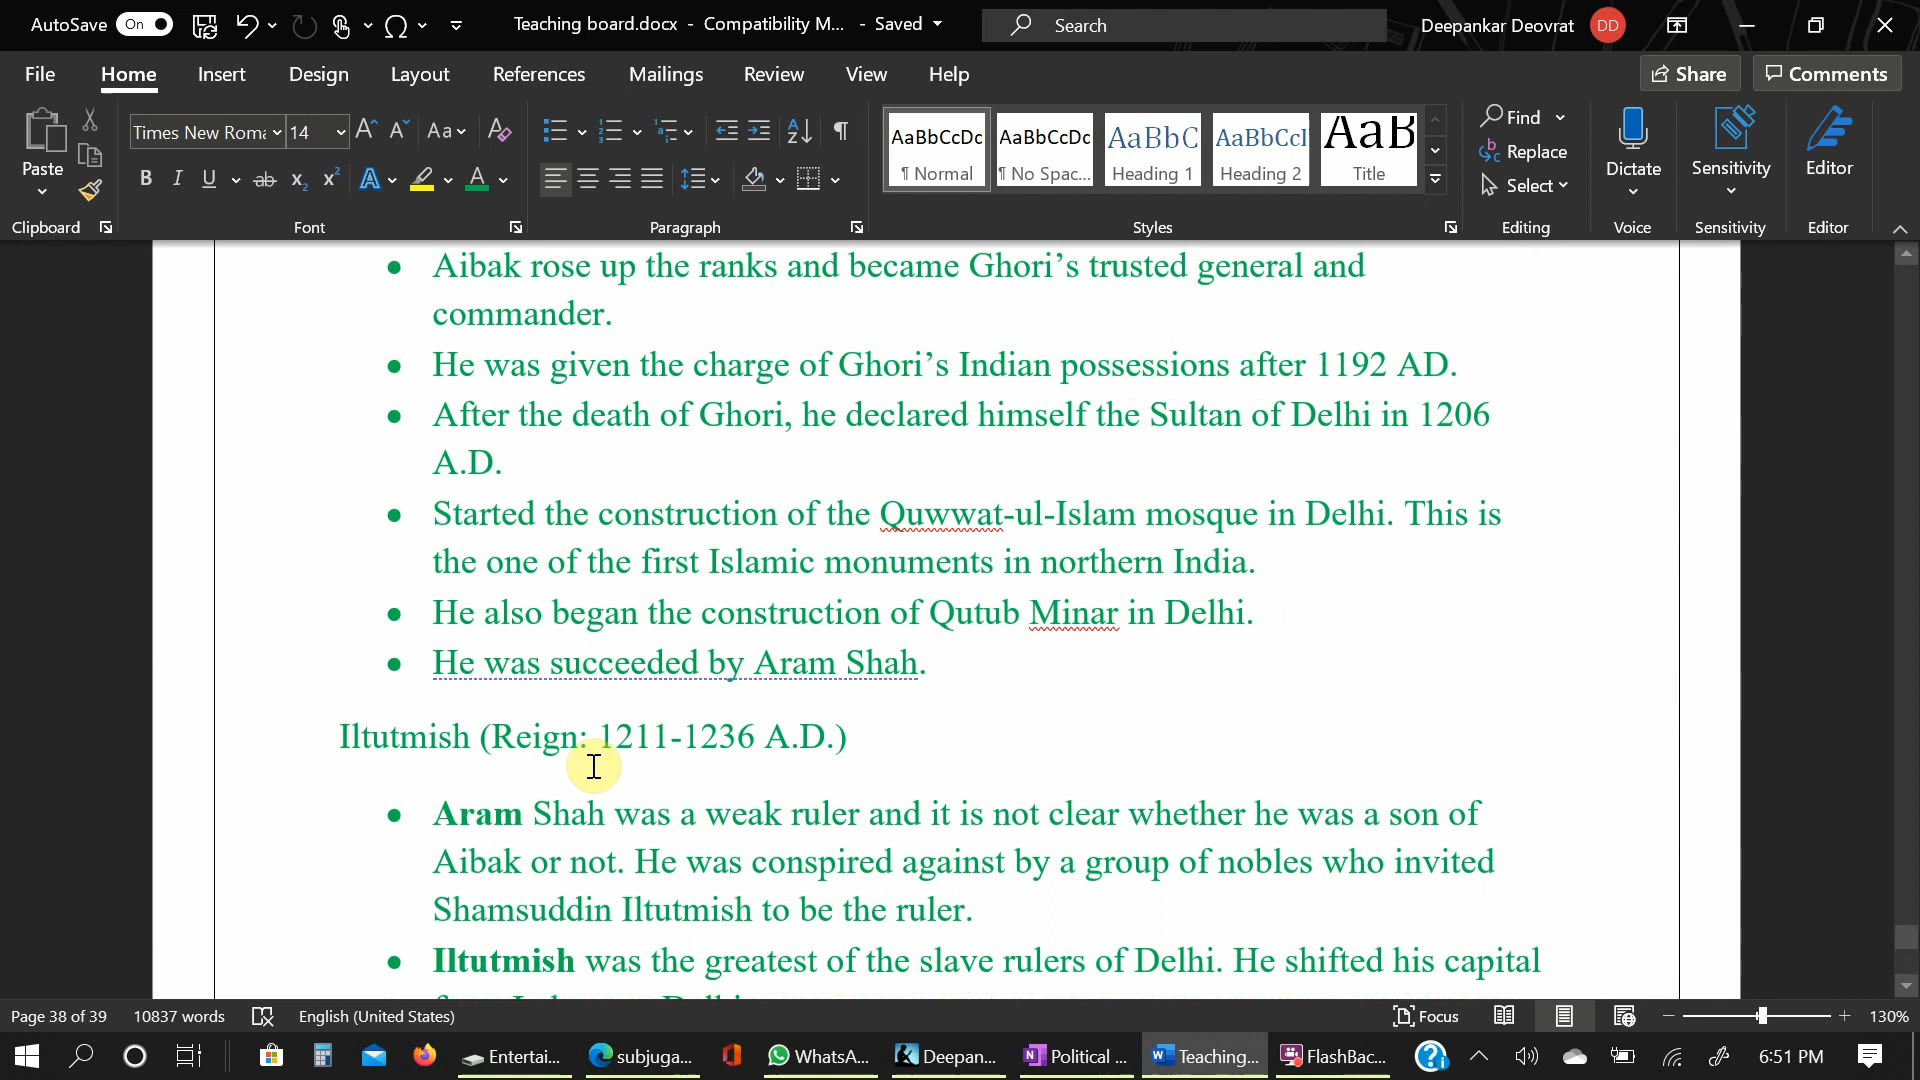 AutoSave On Teaching board.docx - Compatibility M... - Saved Search Deepankar Deovrat DD
File Home Insert Design Layout References Mailings Review View Help Share Comments
Times New Roma 14 Aa AaBbCcDc AaBbCcDc AaBbC AaBbCcI AaB Find
Paste B I U ab ¶ Normal ¶ No Spac... Heading 1 Heading 2 Title Replace Select Dictate Sensitivity Editor
Clipboard Font Paragraph Styles Editing Voice Sensitivity Editor
• Aibak rose up the ranks and became Ghori’s trusted general and
commander.
• He was given the charge of Ghori’s Indian possessions after 1192 AD.
• After the death of Ghori, he declared himself the Sultan of Delhi in 1206
A.D.
• Started the construction of the Quwwat-ul-Islam mosque in Delhi. This is
the one of the first Islamic monuments in northern India.
• He also began the construction of Qutub Minar in Delhi.
• He was succeeded by Aram Shah.
Iltutmish (Reign: 1211-1236 A.D.)
• Aram Shah was a weak ruler and it is not clear whether he was a son of
Aibak or not. He was conspired against by a group of nobles who invited
Shamsuddin Iltutmish to be the ruler.
• Iltutmish was the greatest of the slave rulers of Delhi. He shifted his capital
Page 38 of 39 10837 words English (United States) Focus 130%
Entertai... subjuga... WhatsA... Deepan... Political ... Teaching... FlashBac... 6:51 PM